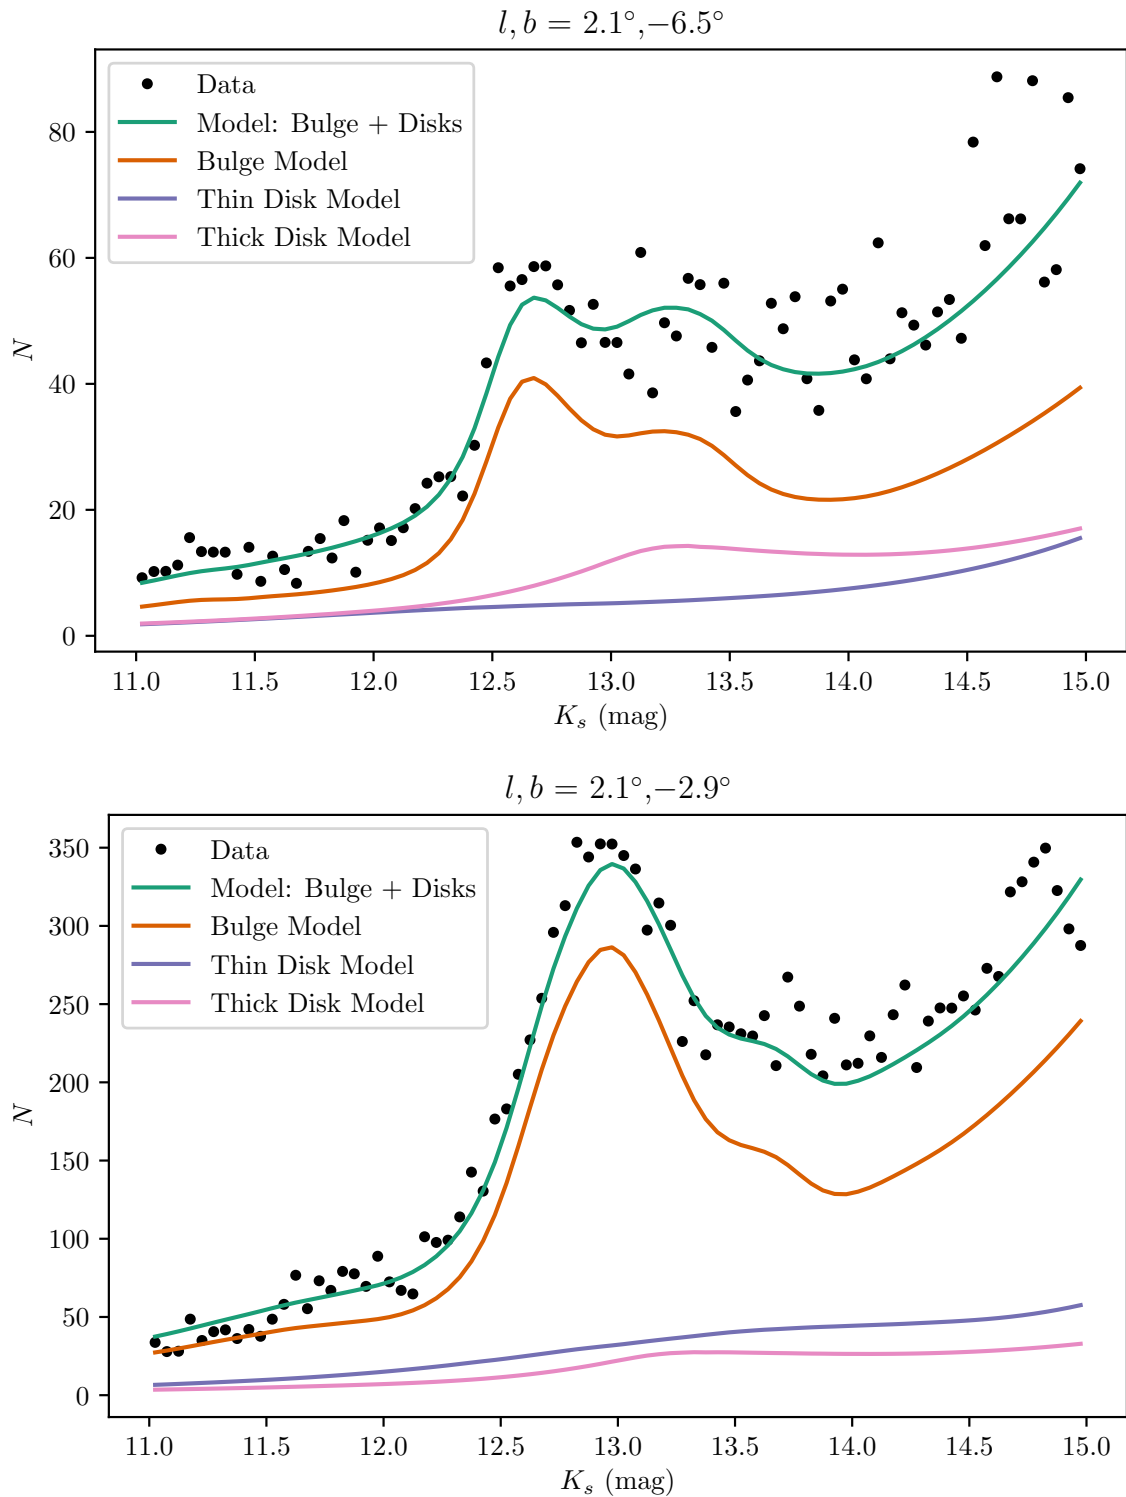 l, b = 2.1°,−6.5°
Data
Model: Bulge + Disks
Bulge Model
Thin Disk Model
Thick Disk Model
80
60
40
20
0
N
11.0 11.5 12.0 12.5 13.0 13.5 14.0 14.5 15.0
K_s (mag)
l, b = 2.1°,−2.9°
Data
Model: Bulge + Disks
Bulge Model
Thin Disk Model
Thick Disk Model
350
300
250
200
150
100
50
0
N
11.0 11.5 12.0 12.5 13.0 13.5 14.0 14.5 15.0
K_s (mag)